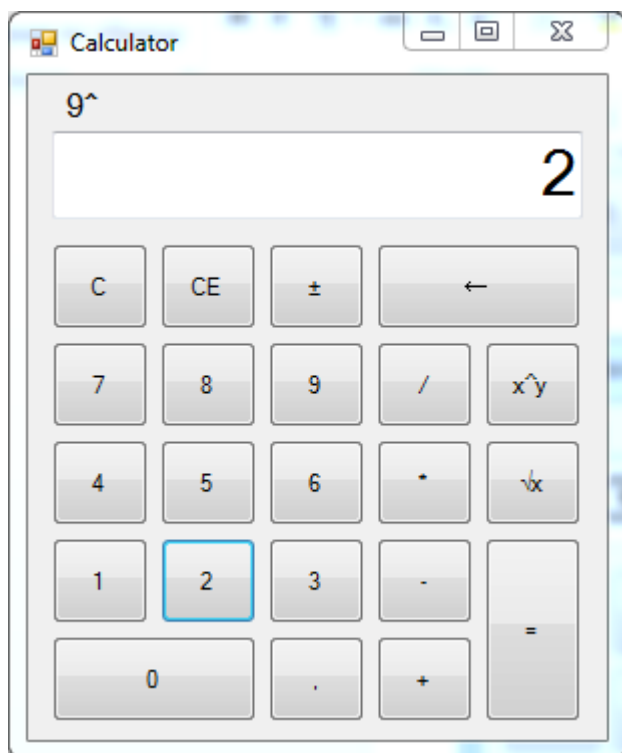 Calculator
9^
2
C CE ± ←
7 8 9 / x^y
4 5 6 * √x
1 2 3 -
=
0 . +